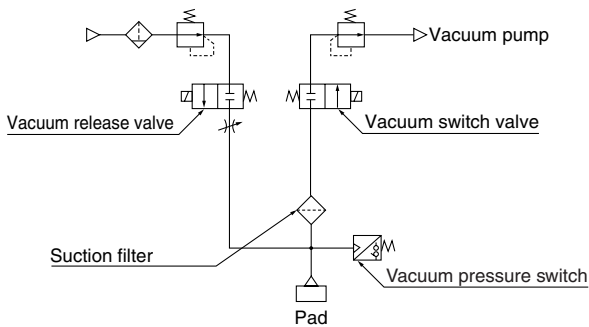 Vacuum pump
Vacuum release valve
Vacuum switch valve
Suction filter
Vacuum pressure switch
Pad